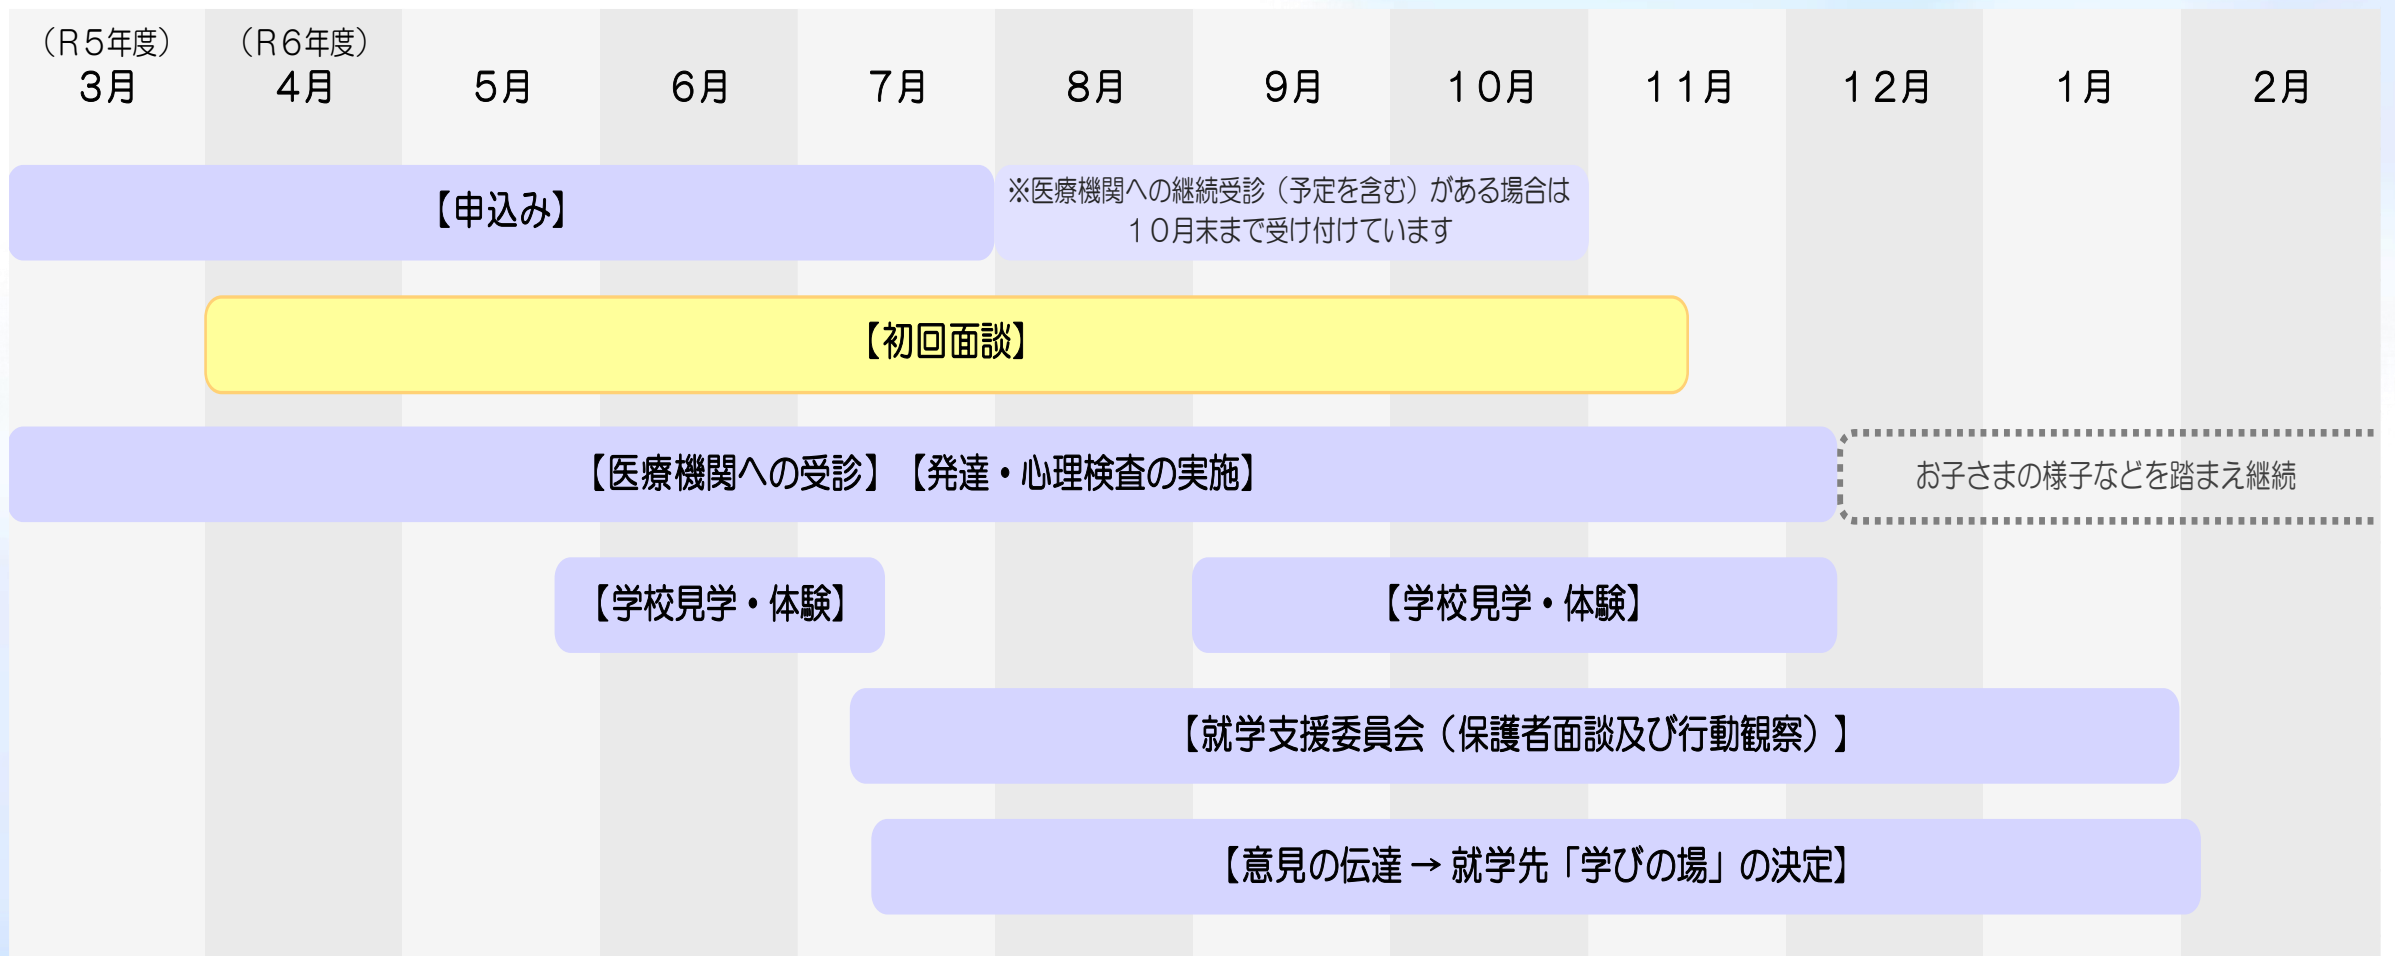 （Ｒ５年度）
３月
（Ｒ６年度）
４月
５月
６月
７月
８月
９月
１０月
１１月
１２月
１月
２月
【申込み】
※医療機関への継続受診（予定を含む）がある場合は
１０月末まで受け付けています
【初回面談】
【医療機関への受診】【発達・心理検査の実施】
お子さまの様子などを踏まえ継続
【学校見学・体験】
【学校見学・体験】
【就学支援委員会（保護者面談及び行動観察）】
【意見の伝達 → 就学先「学びの場」の決定】